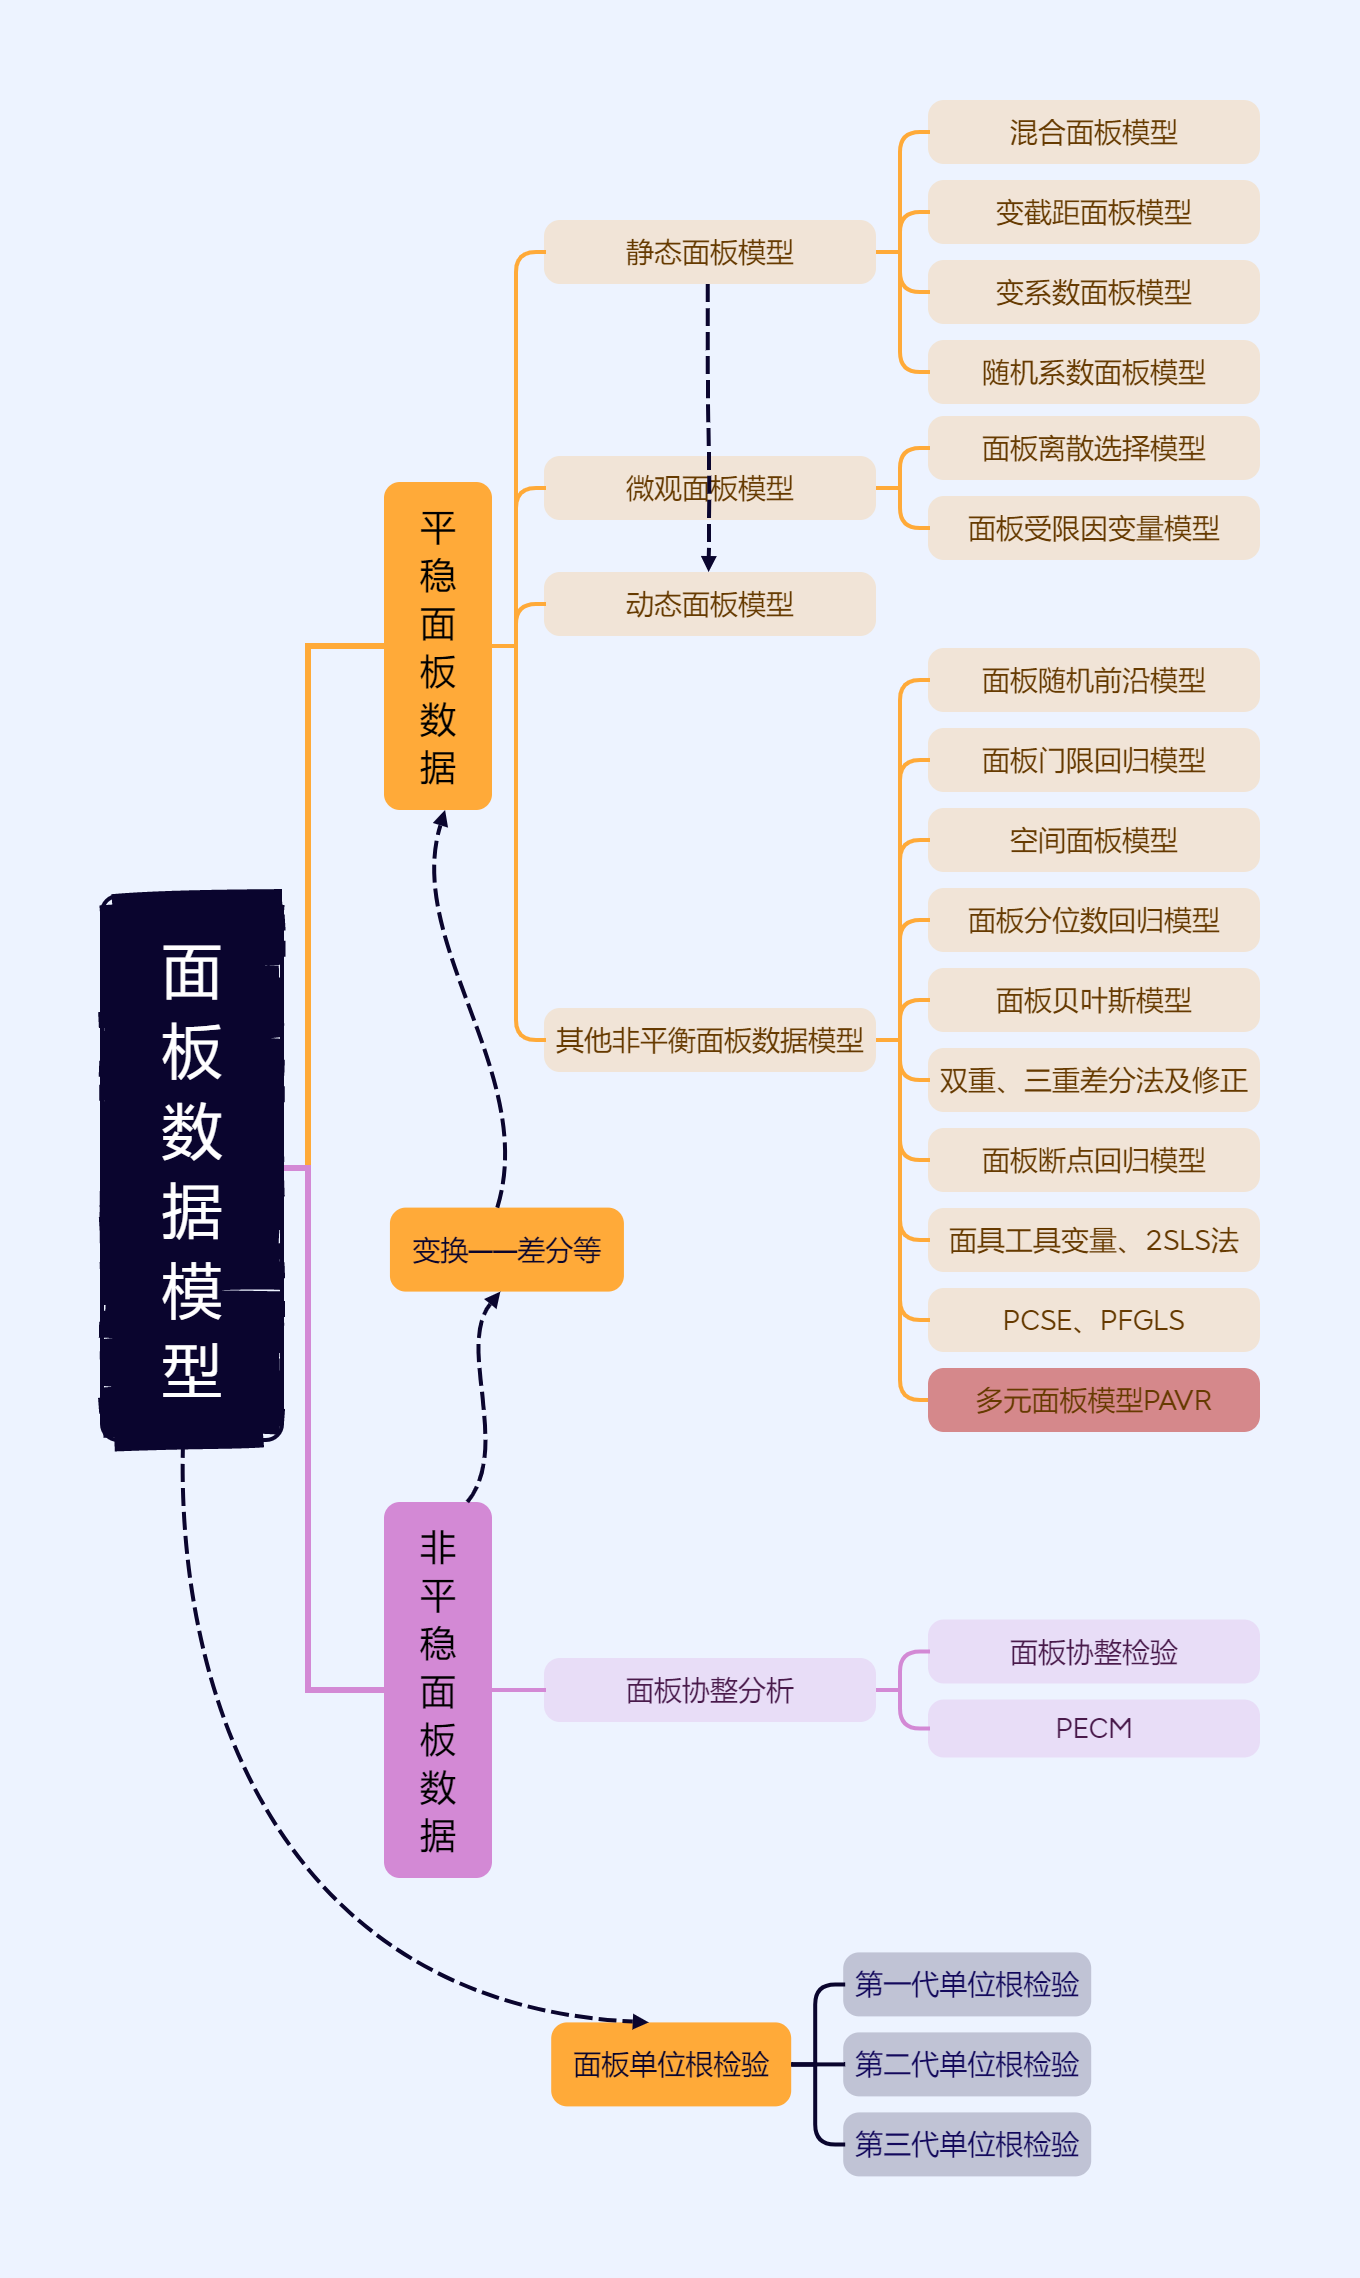 面板数据模型
平稳面板数据
静态面板模型
混合面板模型
变截距面板模型
变系数面板模型
随机系数面板模型
微观面板模型
面板离散选择模型
面板受限因变量模型
动态面板模型
其他非平衡面板数据模型
面板随机前沿模型
面板门限回归模型
空间面板模型
面板分位数回归模型
面板贝叶斯模型
双重、三重差分法及修正
面板断点回归模型
面具工具变量、2SLS法
PCSE、PFGLS
多元面板模型PAVR
变换——差分等
非平稳面板数据
面板协整分析
面板协整检验
PECM
面板单位根检验
第一代单位根检验
第二代单位根检验
第三代单位根检验